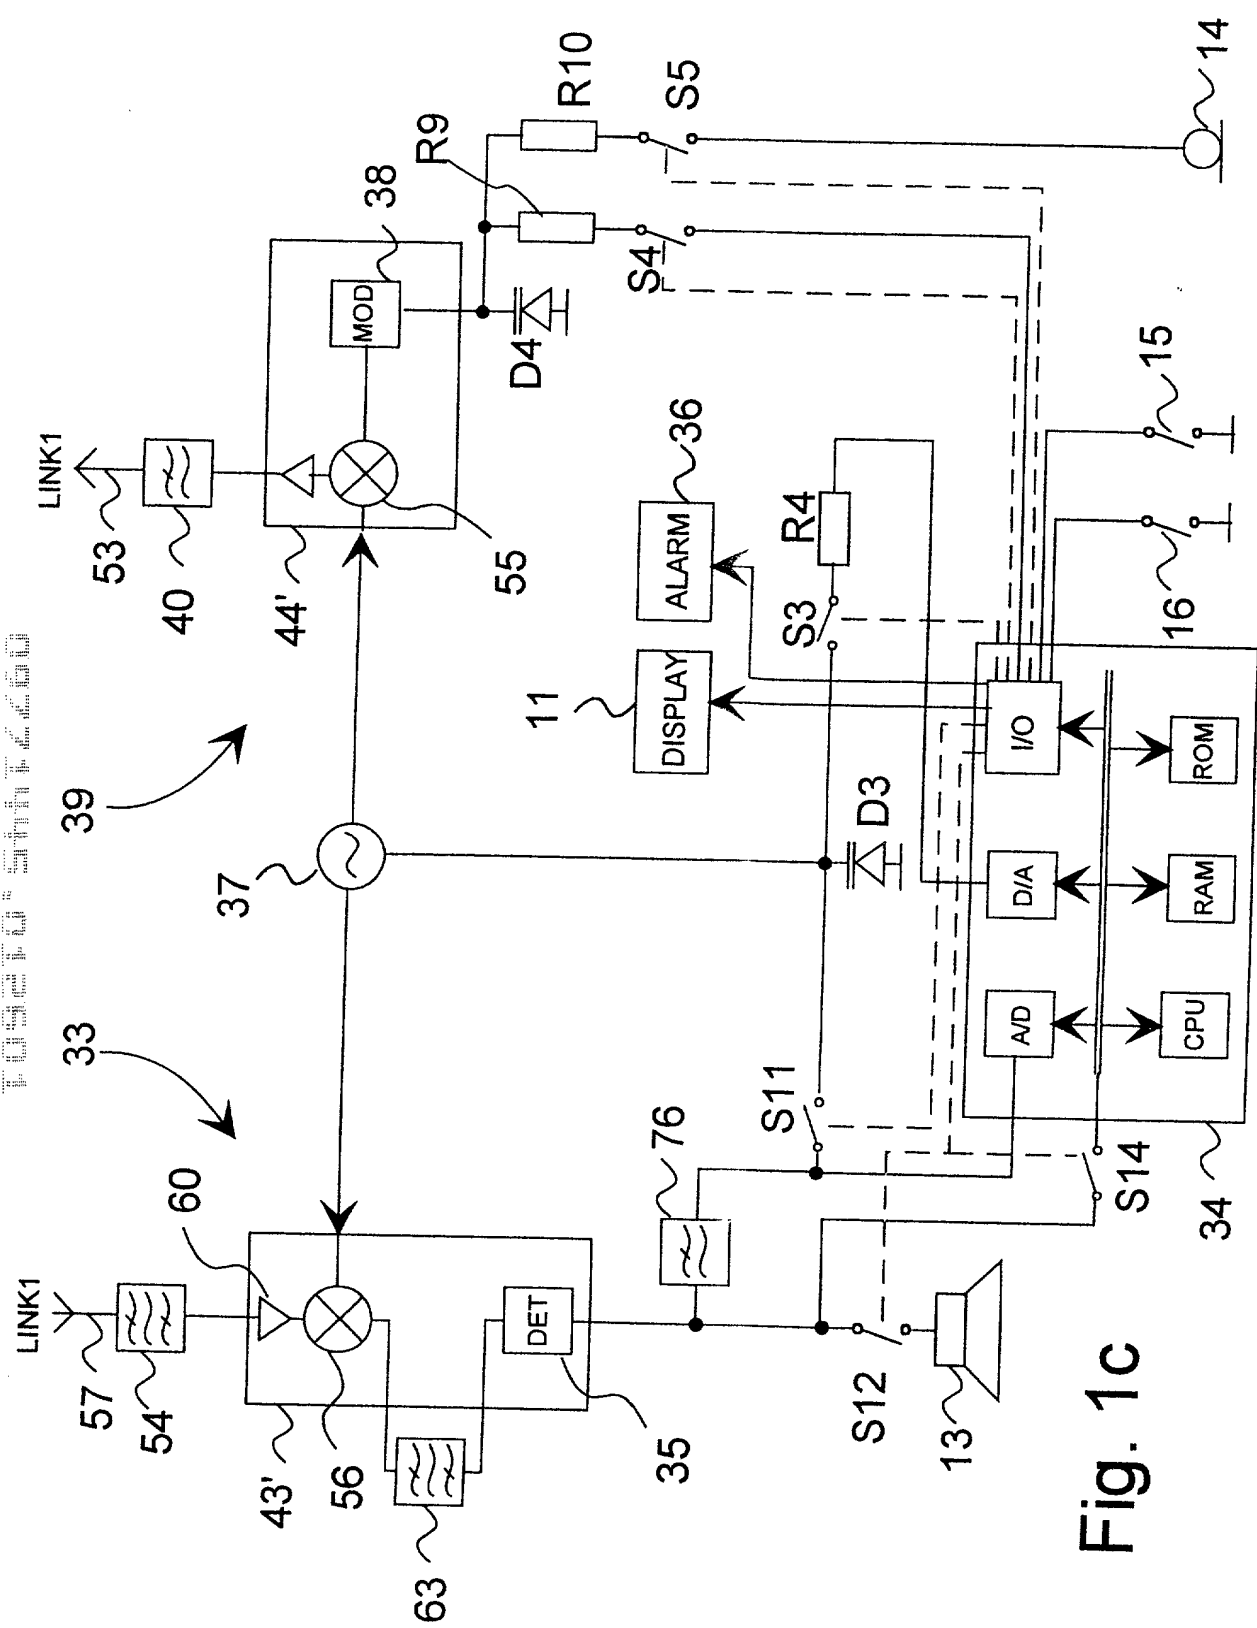 LINK1
53
40
44'
55
MOD
38
R9
R10
S5
14
D4
S4
39
37
33
11
DISPLAY
ALARM
36
S3
R4
D3
16
15
I/O
D/A
A/D
ROM
RAM
CPU
34
S11
S14
76
LINK1
57
54
60
43'
56
63
DET
35
S12
13
Fig. 1c